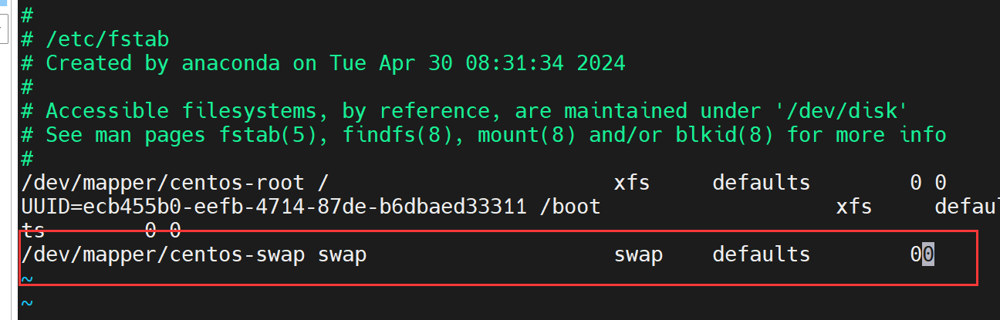 #
# /etc/fstab
# Created by anaconda on Tue Apr 30 08:31:34 2024
#
# Accessible filesystems, by reference, are maintained under '/dev/disk'
# See man pages fstab(5), findfs(8), mount(8) and/or blkid(8) for more info
#
/dev/mapper/centos-root /                       xfs     defaults        0 0
UUID=ecb455b0-eefb-4714-87de-b6dbaed33311 /boot                   xfs     defaul
ts        0 0
/dev/mapper/centos-swap swap                    swap    defaults        00
~
~